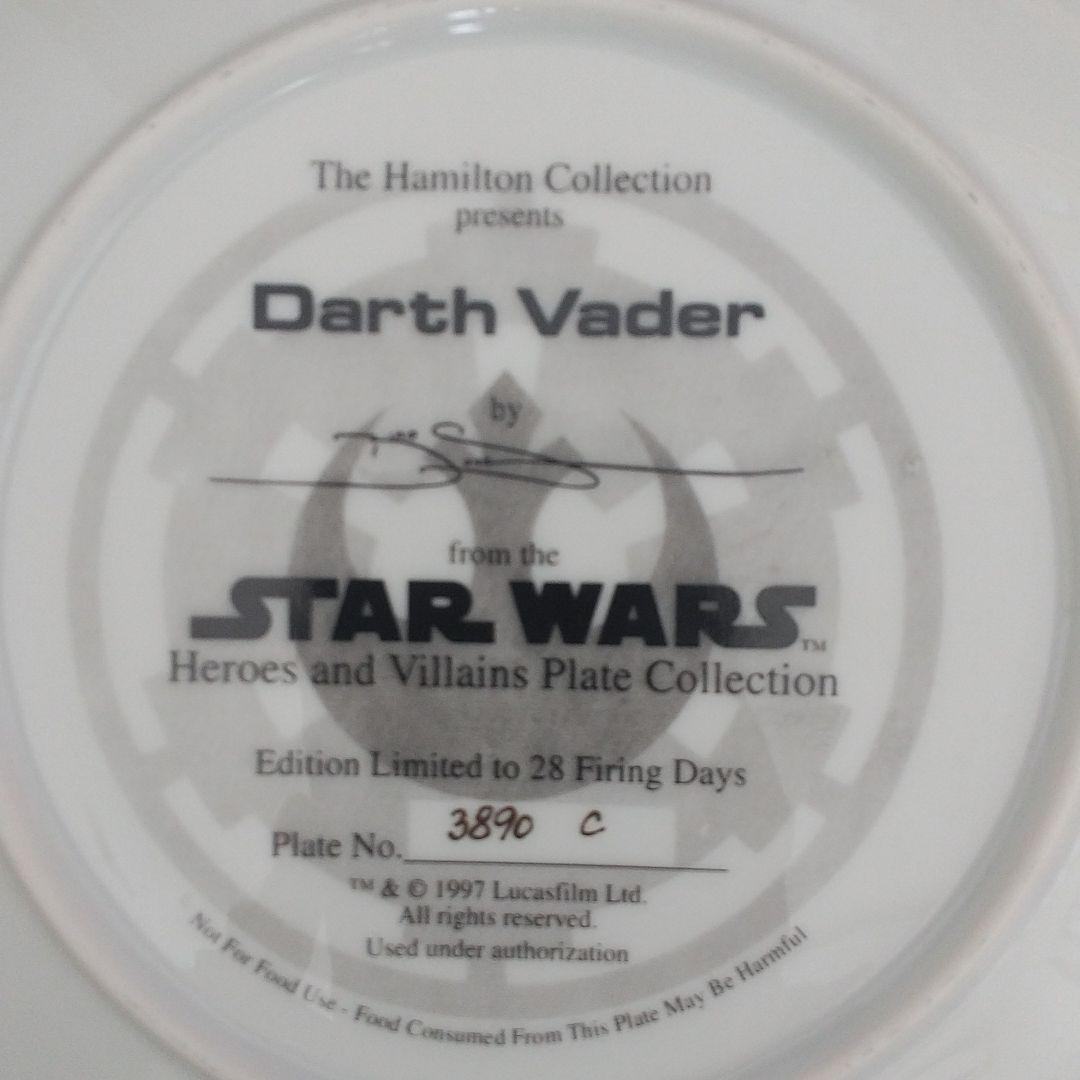 The Hamilton Collection
presents
Darth Vader
by
from the
STAR WARS™
Heroes and Villains Plate Collection
Edition Limited to 28 Firing Days
Plate No. 3890 C
™ & © 1997 Lucasfilm Ltd.
All rights reserved.
Used under authorization
Not For Food Use - Food Consumed From This Plate May Be Harmful